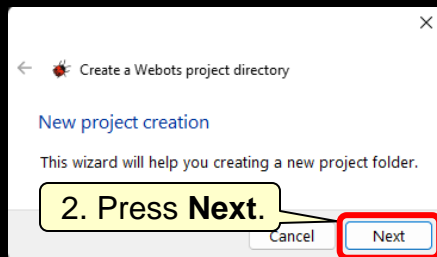 Create a Webots project directory
New project creation
This wizard will help you creating a new project folder.
2. Press Next.
Cancel
Next